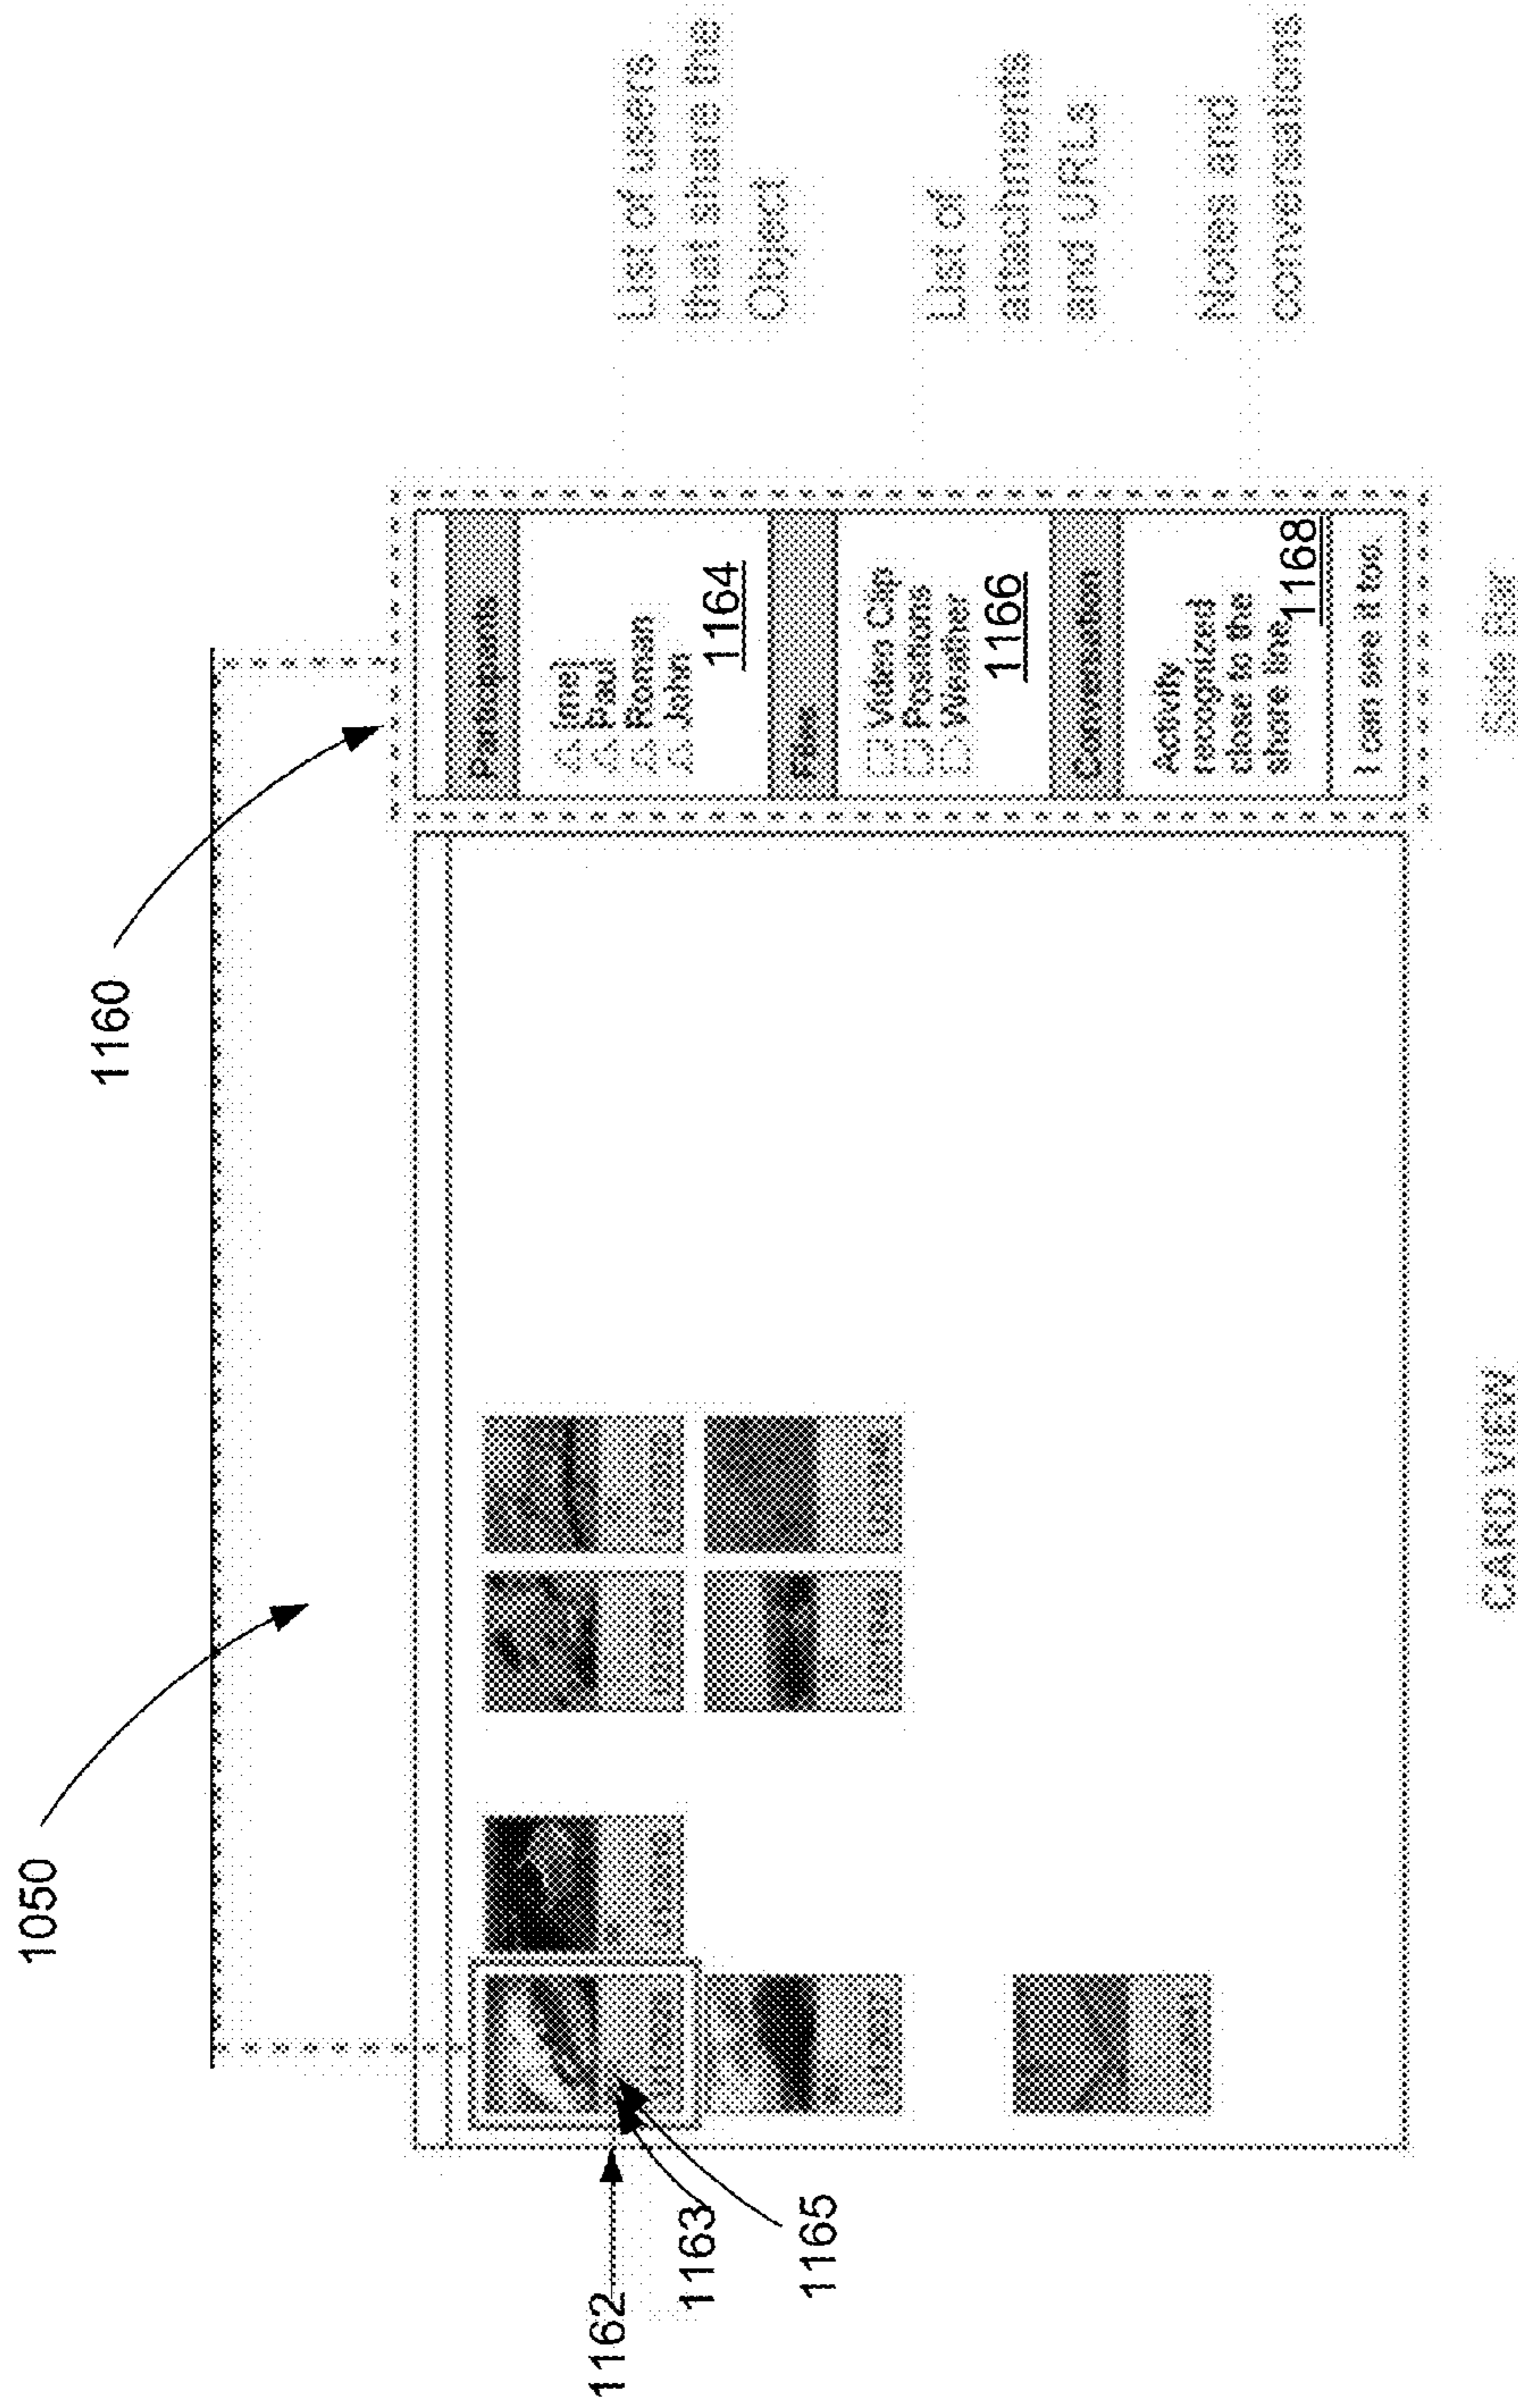 1050
1160
1162
1163
1165
Participants
[me]
Paul
Roman
John
1164
Files
Video Clip
Positions
Weather
1166
Conversation
Activity
recognized
close to the
shore line.
1168
I can see it too.
List of users
that share the
Object
List of
attachments
and URLs
Notes and
conversations
CARD VIEW
Side Bar